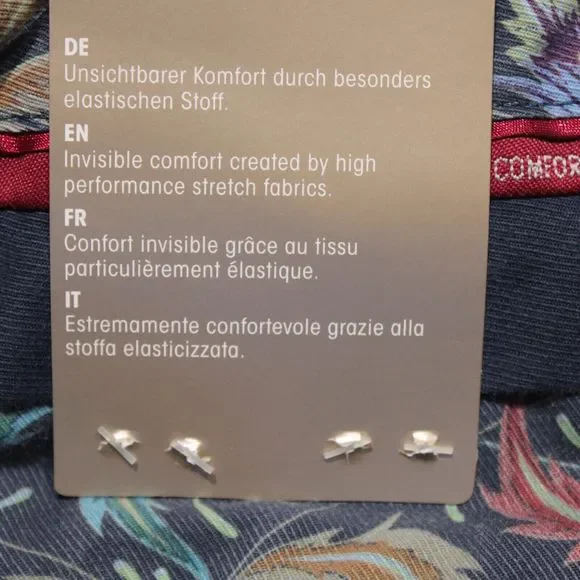 DE
Unsichtbarer Komfort durch besonders
elastischen Stoff.
EN
Invisible comfort created by high
performance stretch fabrics.
FR
Confort invisible grâce au tissu
particulièrement élastique.
IT
Estremamente confortevole grazie alla
stoffa elasticizzata.
COMFOR